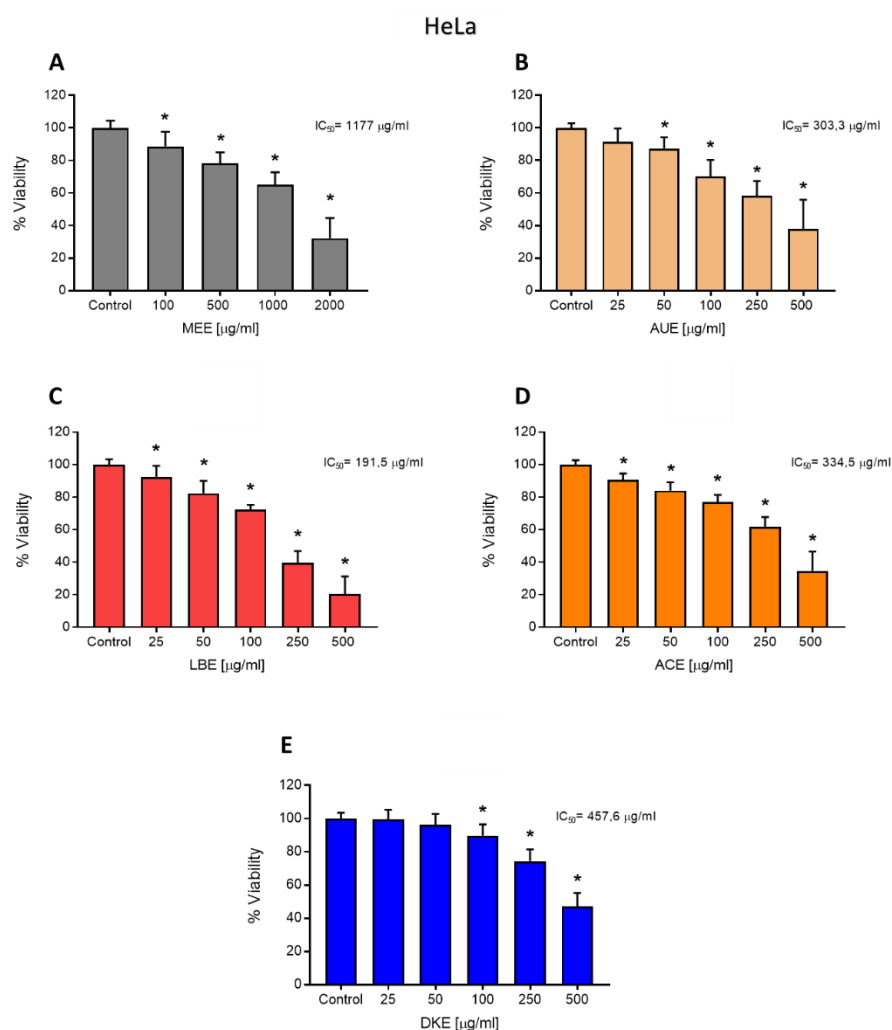 HeLa
A
IC50= 1177 μg/ml
% Viability
120
100
80
60
40
20
0
* * * *
Control 100 500 1000 2000
MEE [μg/ml]
B
IC50= 303,3 μg/ml
% Viability
120
100
80
60
40
20
0
* * * *
Control 25 50 100 250 500
AUE [μg/ml]
C
IC50= 191,5 μg/ml
% Viability
120
100
80
60
40
20
0
* * * * *
Control 25 50 100 250 500
LBE [μg/ml]
D
IC50= 334,5 μg/ml
% Viability
120
100
80
60
40
20
0
* * * * *
Control 25 50 100 250 500
ACE [μg/ml]
E
IC50= 457,6 μg/ml
% Viability
120
100
80
60
40
20
0
* * *
Control 25 50 100 250 500
DKE [μg/ml]